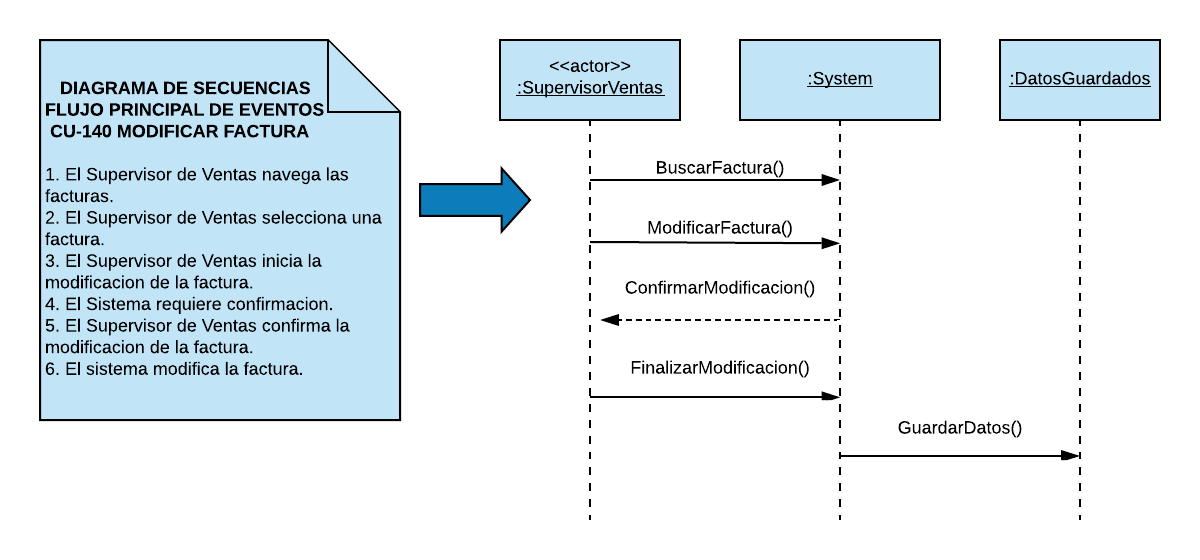 DIAGRAMA DE SECUENCIAS
FLUJO PRINCIPAL DE EVENTOS
CU-140 MODIFICAR FACTURA
1. El Supervisor de Ventas navega las
facturas.
2. El Supervisor de Ventas selecciona una
factura.
3. El Supervisor de Ventas inicia la
modificacion de la factura.
4. El Sistema requiere confirmacion.
5. El Supervisor de Ventas confirma la
modificacion de la factura.
6. El sistema modifica la factura.
<<actor>>
:SupervisorVentas
:System
:DatosGuardados
BuscarFactura()
ModificarFactura()
ConfirmarModificacion()
FinalizarModificacion()
GuardarDatos()